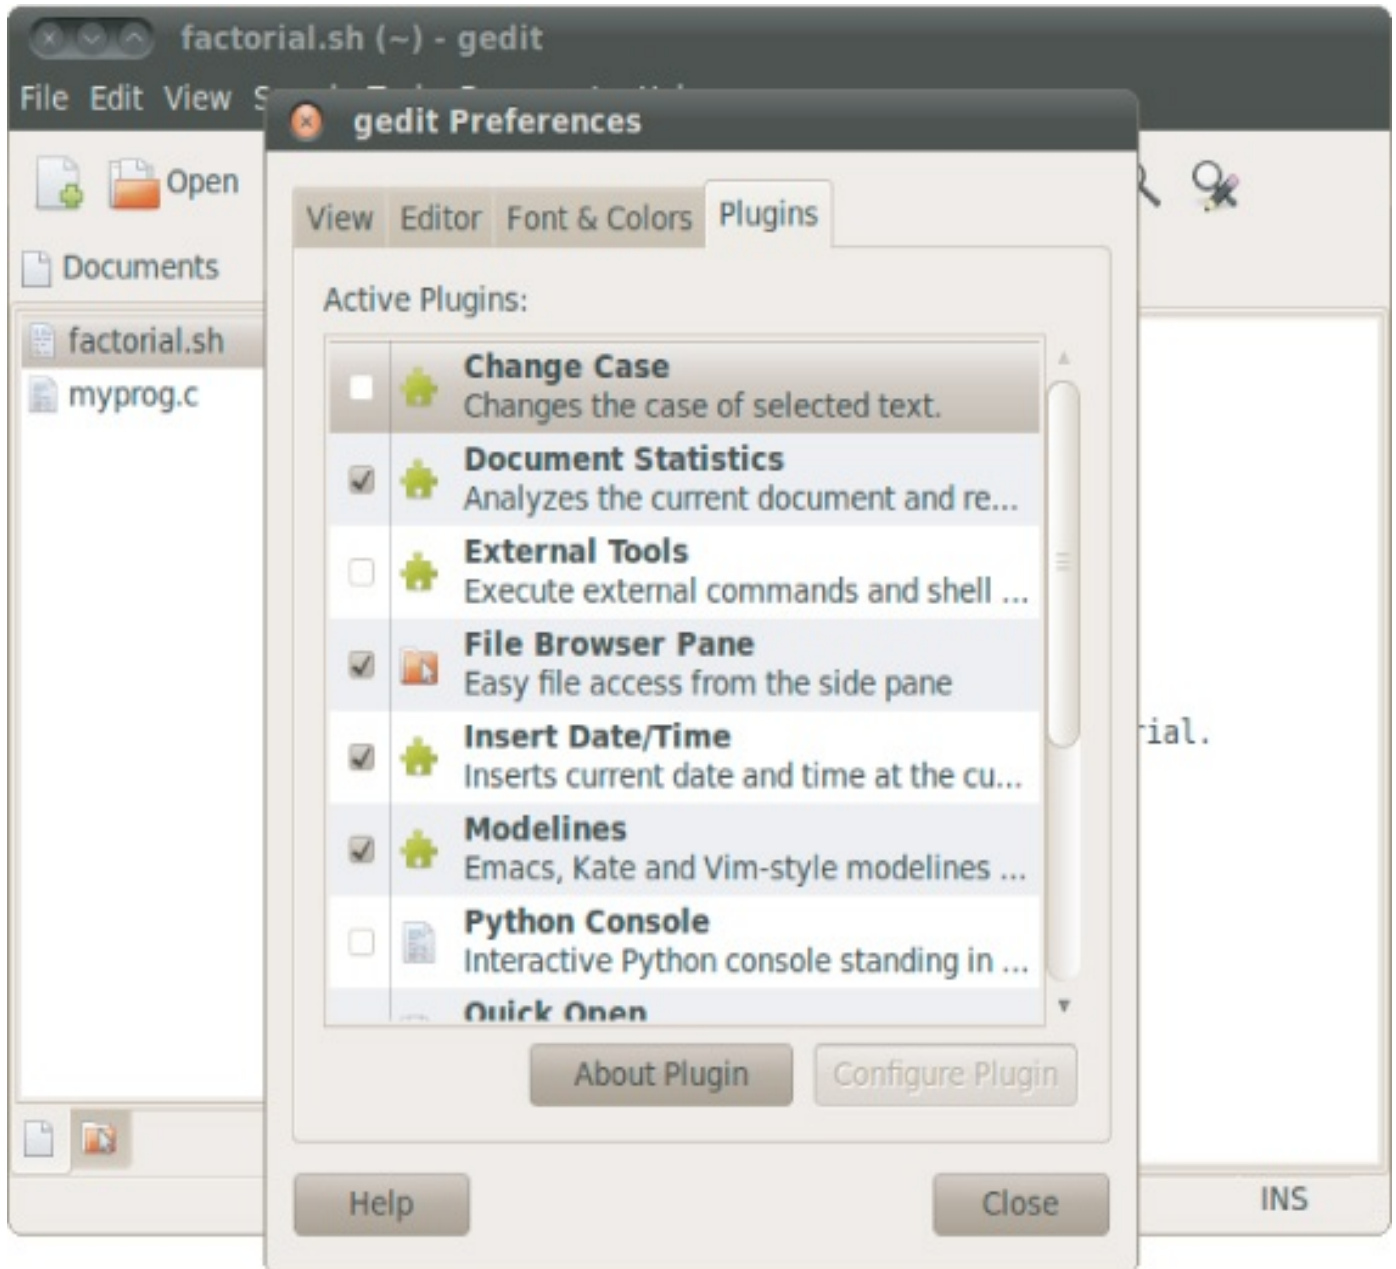 factorial.sh (~) - gedit
File Edit View
gedit Preferences
Open
View Editor Font & Colors Plugins
Documents
Active Plugins:
factorial.sh
myprog.c
Change Case
Changes the case of selected text.
Document Statistics
Analyzes the current document and re...
External Tools
Execute external commands and shell ...
File Browser Pane
Easy file access from the side pane
Insert Date/Time
Inserts current date and time at the cu...
rial.
Modelines
Emacs, Kate and Vim-style modelines ...
Python Console
Interactive Python console standing in ...
Quick Open
About Plugin Configure Plugin
Help Close
INS